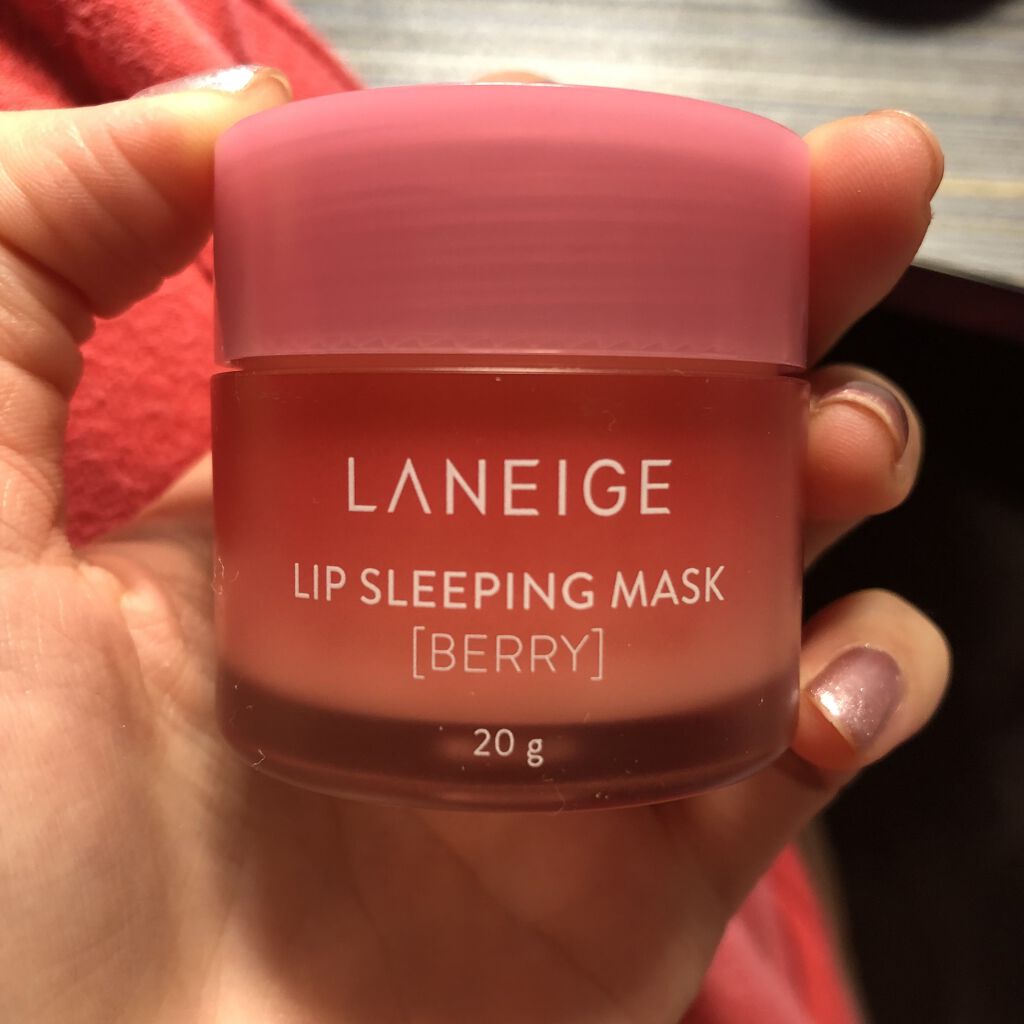 LANEIGE
LIP SLEEPING MASK
[BERRY]
20 g